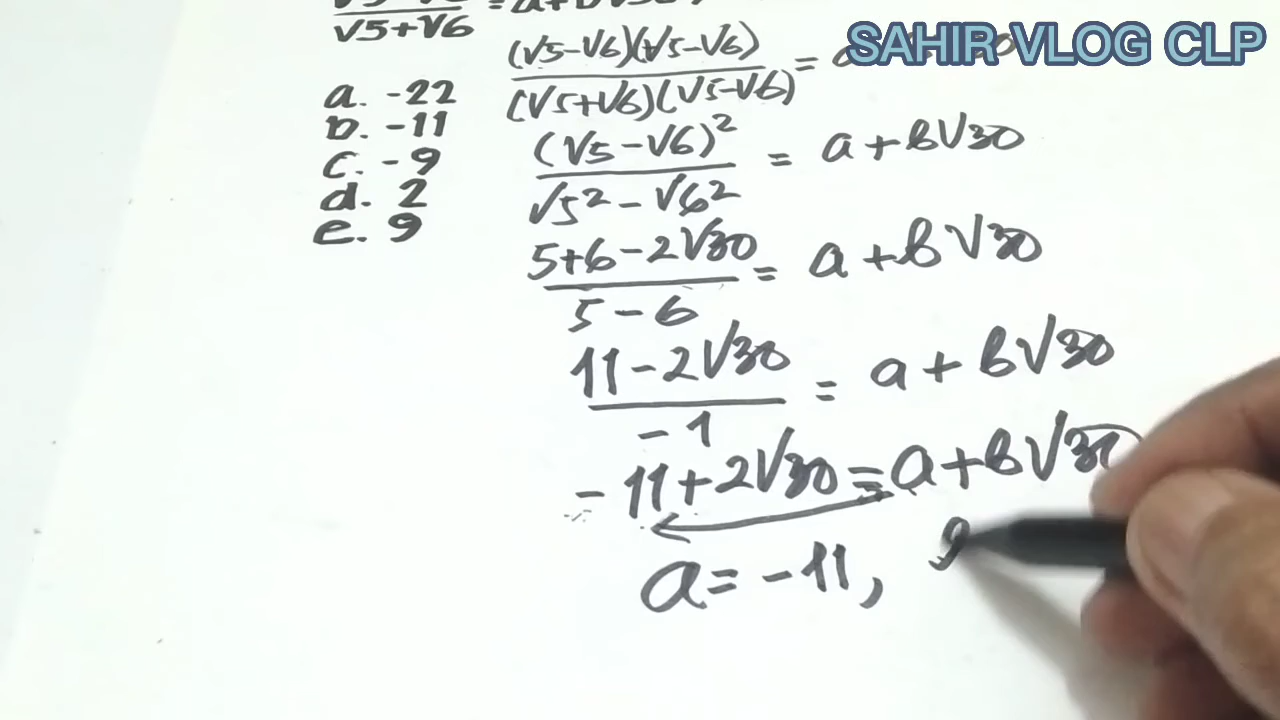 SAHIR VLOG CLP
√5+√6
(√5-√6)(√5-√6)
(√5+√6)(√5-√6) =
a. -22
b. -11
c. -9
d. 2
e. 9
(√5-√6)² = a+b√30
√5²-√6²
5+6-2√30 = a+b√30
5-6
11-2√30 = a+b√30
-1
-11+2√30=a+b√30
a=-11,